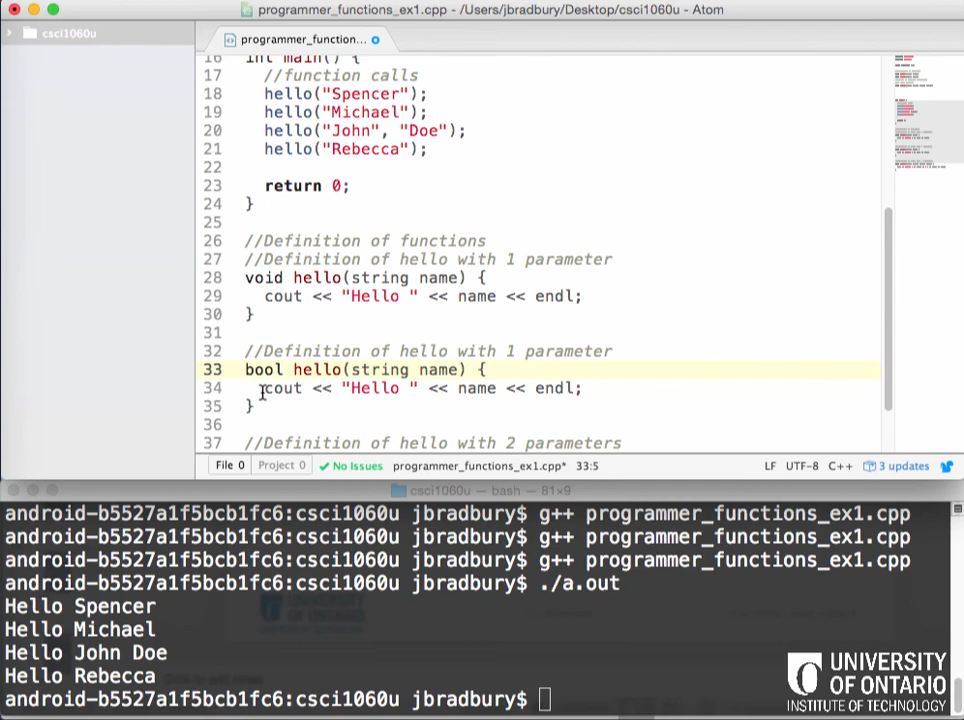 programmer_functions_ex1.cpp - /Users/jbradbury/Desktop/csci1060u - Atom
csci1060u
programmer_function...
16 int main() {
17 //function calls
18 hello("Spencer");
19 hello("Michael");
20 hello("John", "Doe");
21 hello("Rebecca");
22
23 return 0;
24 }
25
26 //Definition of functions
27 //Definition of hello with 1 parameter
28 void hello(string name) {
29 cout << "Hello " << name << endl;
30 }
31
32 //Definition of hello with 1 parameter
33 bool hello(string name) {
34 cout << "Hello " << name << endl;
35 }
36
37 //Definition of hello with 2 parameters
File 0 Project 0 No Issues programmer_functions_ex1.cpp* 33:5 LF UTF-8 C++ 3 updates
csci1060u — bash — 81×9
android-b5527a1f5bcb1fc6:csci1060u jbradbury$ g++ programmer_functions_ex1.cpp
android-b5527a1f5bcb1fc6:csci1060u jbradbury$ g++ programmer_functions_ex1.cpp
android-b5527a1f5bcb1fc6:csci1060u jbradbury$ g++ programmer_functions_ex1.cpp
android-b5527a1f5bcb1fc6:csci1060u jbradbury$ ./a.out
Hello Spencer
Hello Michael
Hello John Doe
Hello Rebecca
android-b5527a1f5bcb1fc6:csci1060u jbradbury$
UNIVERSITY
OF ONTARIO
INSTITUTE OF TECHNOLOGY